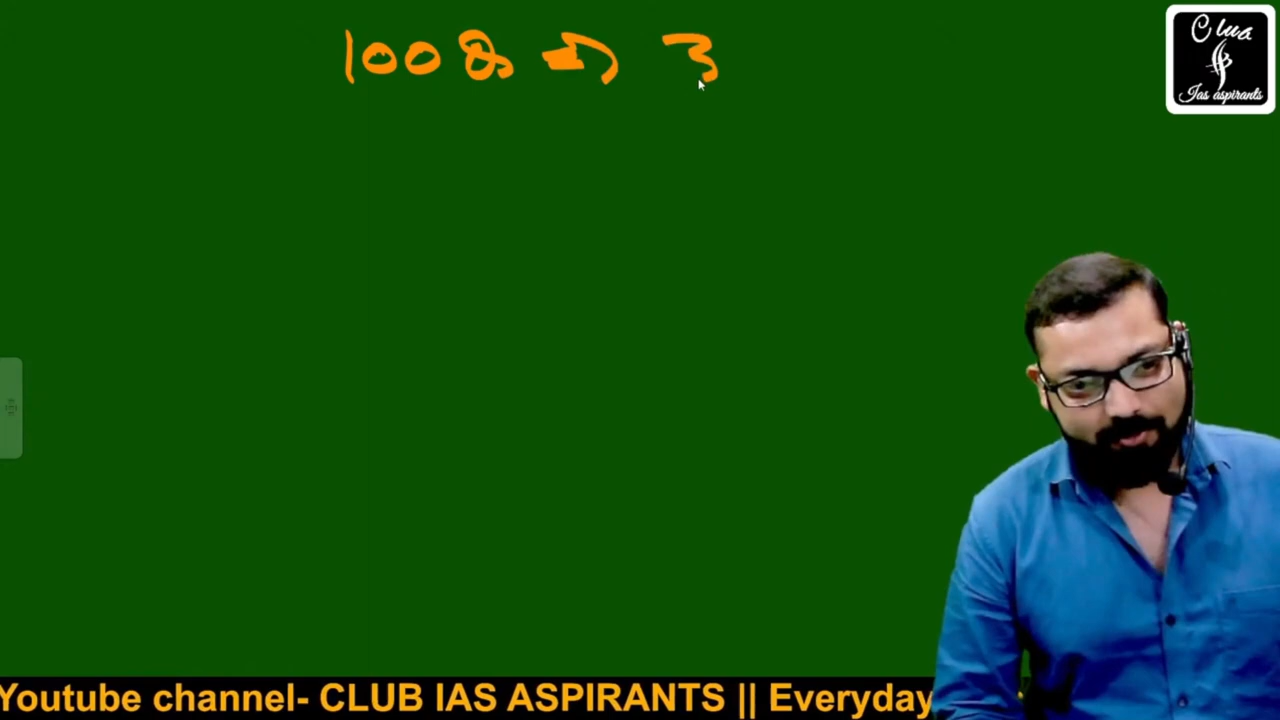 100
3
Club
Ias aspirants
Youtube channel- CLUB IAS ASPIRANTS || Everyday